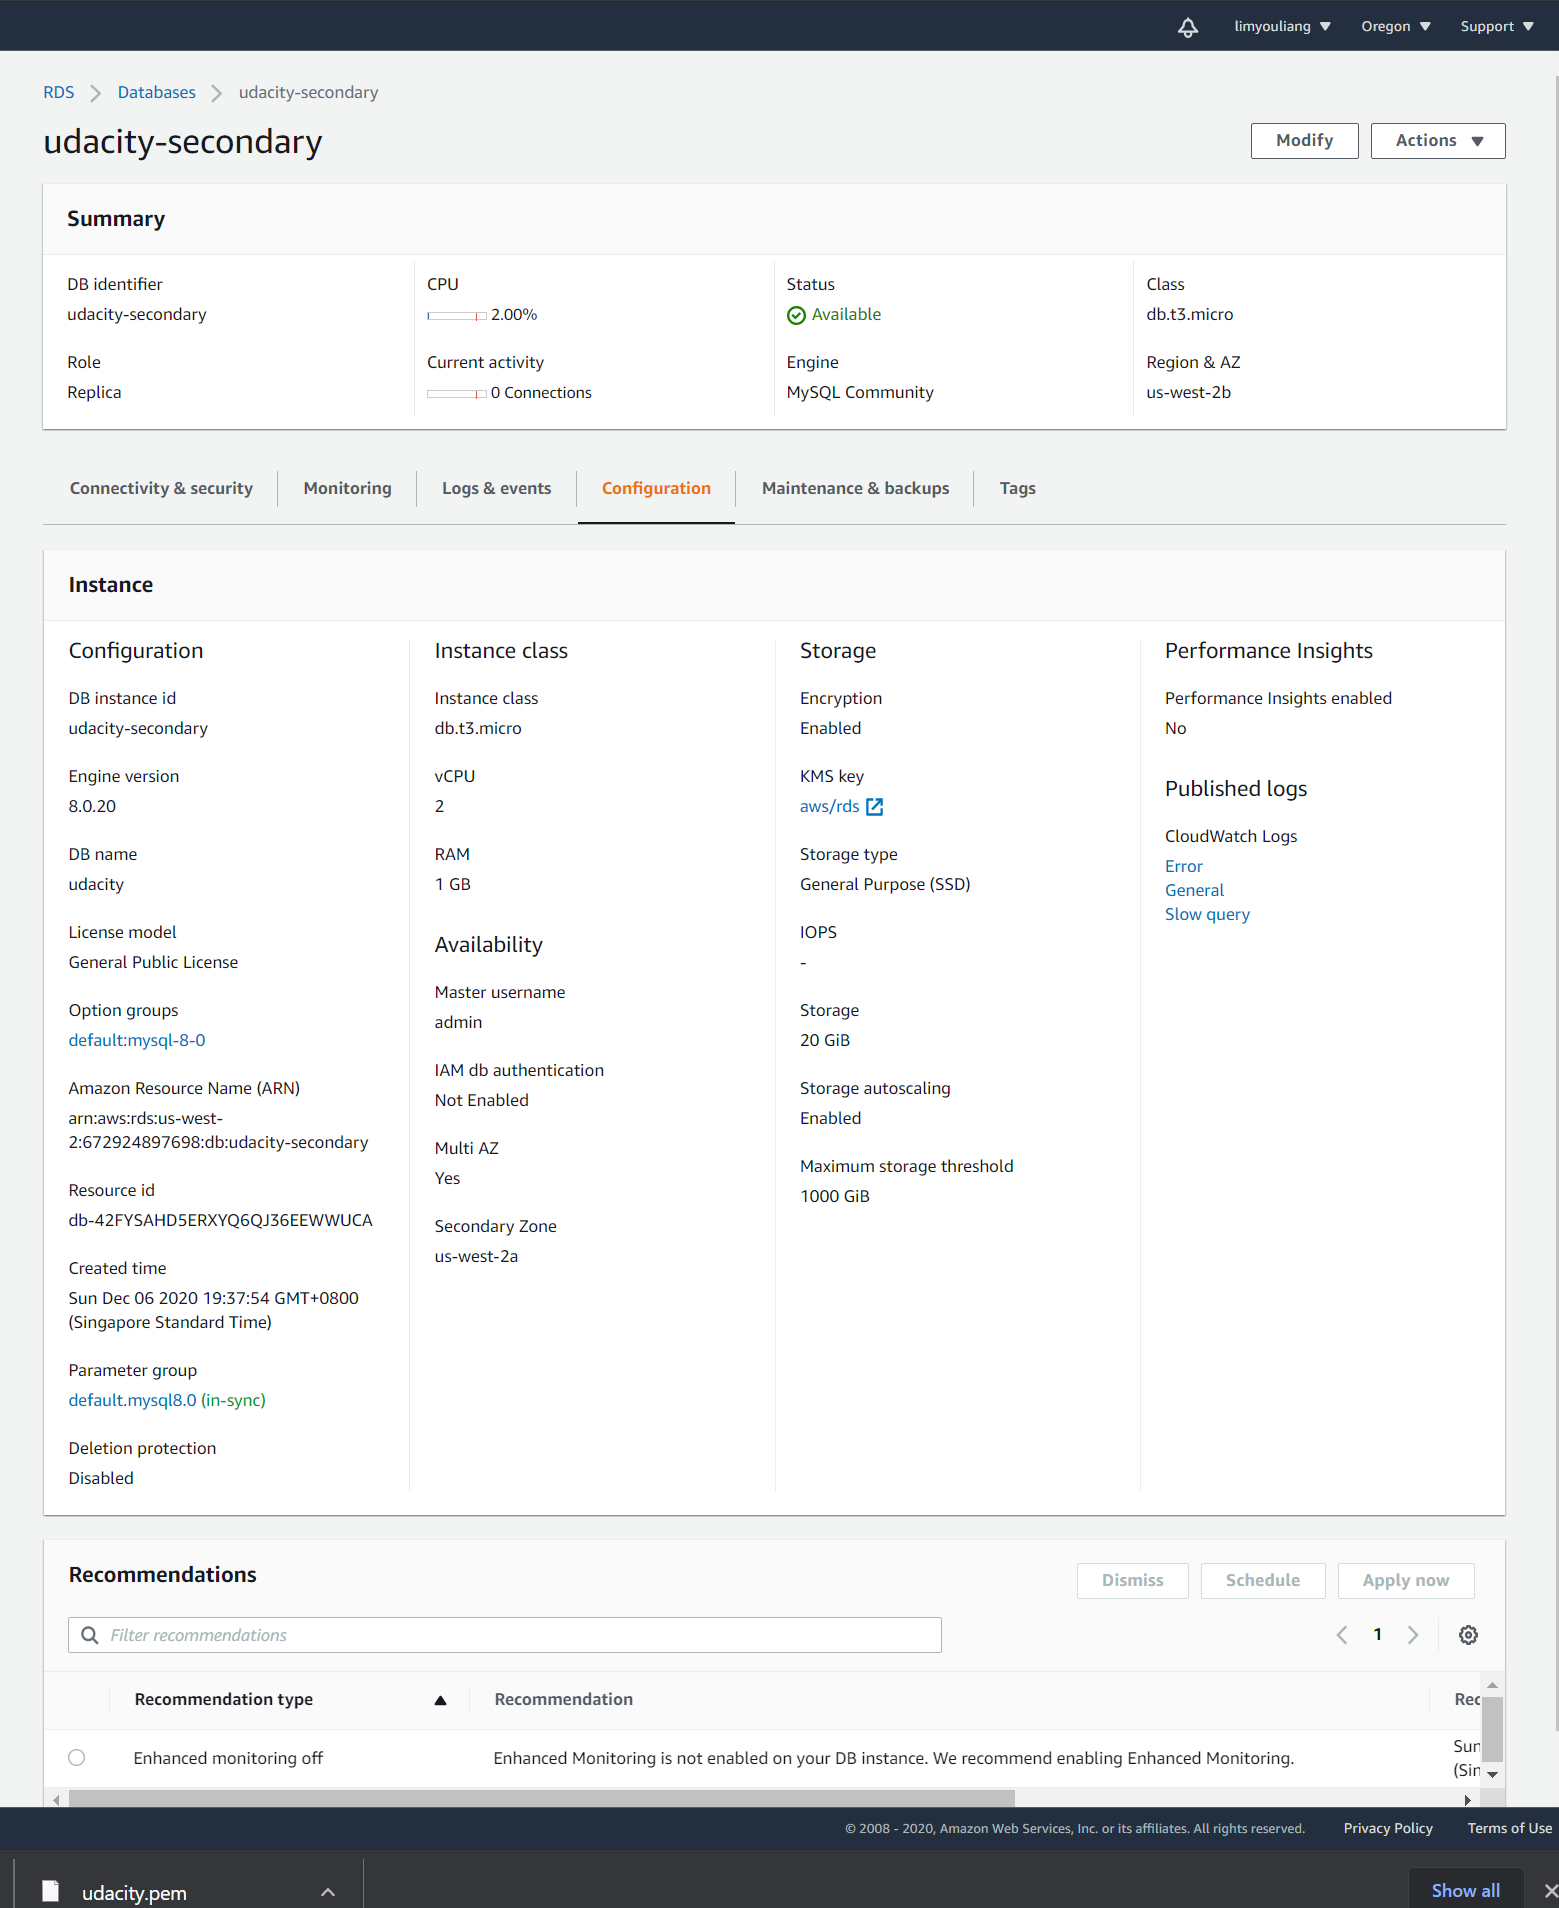 limyouliang Oregon Support
RDS Databases udacity-secondary
udacity-secondary
Modify Actions
Summary
DB identifier
udacity-secondary
CPU
2.00%
Status
Available
Class
db.t3.micro
Role
Replica
Current activity
0 Connections
Engine
MySQL Community
Region & AZ
us-west-2b
Connectivity & security Monitoring Logs & events Configuration Maintenance & backups Tags
Instance
Configuration
DB instance id
udacity-secondary
Engine version
8.0.20
DB name
udacity
License model
General Public License
Option groups
default:mysql-8-0
Amazon Resource Name (ARN)
arn:aws:rds:us-west-
2:672924897698:db:udacity-secondary
Resource id
db-42FYSAHD5ERXYQ6QJ36EEWWUCA
Created time
Sun Dec 06 2020 19:37:54 GMT+0800
(Singapore Standard Time)
Parameter group
default.mysql8.0 (in-sync)
Deletion protection
Disabled
Instance class
Instance class
db.t3.micro
vCPU
2
RAM
1 GB
Availability
Master username
admin
IAM db authentication
Not Enabled
Multi AZ
Yes
Secondary Zone
us-west-2a
Storage
Encryption
Enabled
KMS key
aws/rds
Storage type
General Purpose (SSD)
IOPS
-
Storage
20 GiB
Storage autoscaling
Enabled
Maximum storage threshold
1000 GiB
Performance Insights
Performance Insights enabled
No
Published logs
CloudWatch Logs
Error
General
Slow query
Recommendations
Dismiss Schedule Apply now
Filter recommendations
1
Recommendation type Recommendation Rec
Enhanced monitoring off Enhanced Monitoring is not enabled on your DB instance. We recommend enabling Enhanced Monitoring. Sun
(Sin
© 2008 - 2020, Amazon Web Services, Inc. or its affiliates. All rights reserved. Privacy Policy Terms of Use
udacity.pem Show all